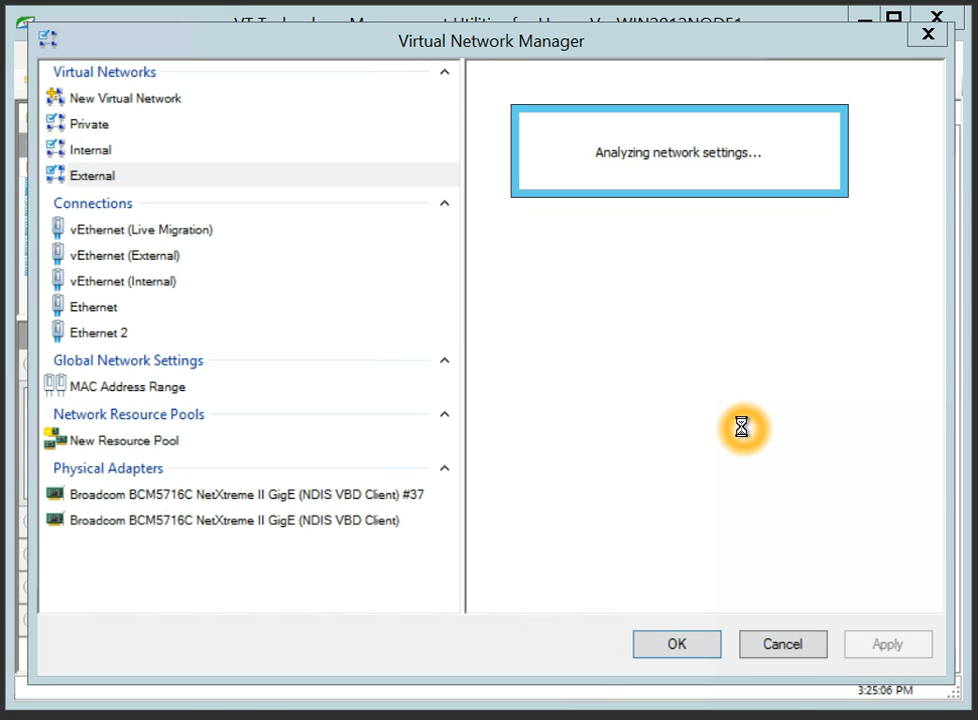 Virtual Network Manager
Virtual Networks
New Virtual Network
Private
Internal
External
Connections
vEthernet (Live Migration)
vEthernet (External)
vEthernet (Internal)
Ethernet
Ethernet 2
Global Network Settings
MAC Address Range
Network Resource Pools
New Resource Pool
Physical Adapters
Broadcom BCM5716C NetXtreme II GigE (NDIS VBD Client) #37
Broadcom BCM5716C NetXtreme II GigE (NDIS VBD Client)
Analyzing network settings...
OK
Cancel
Apply
3:25:06 PM